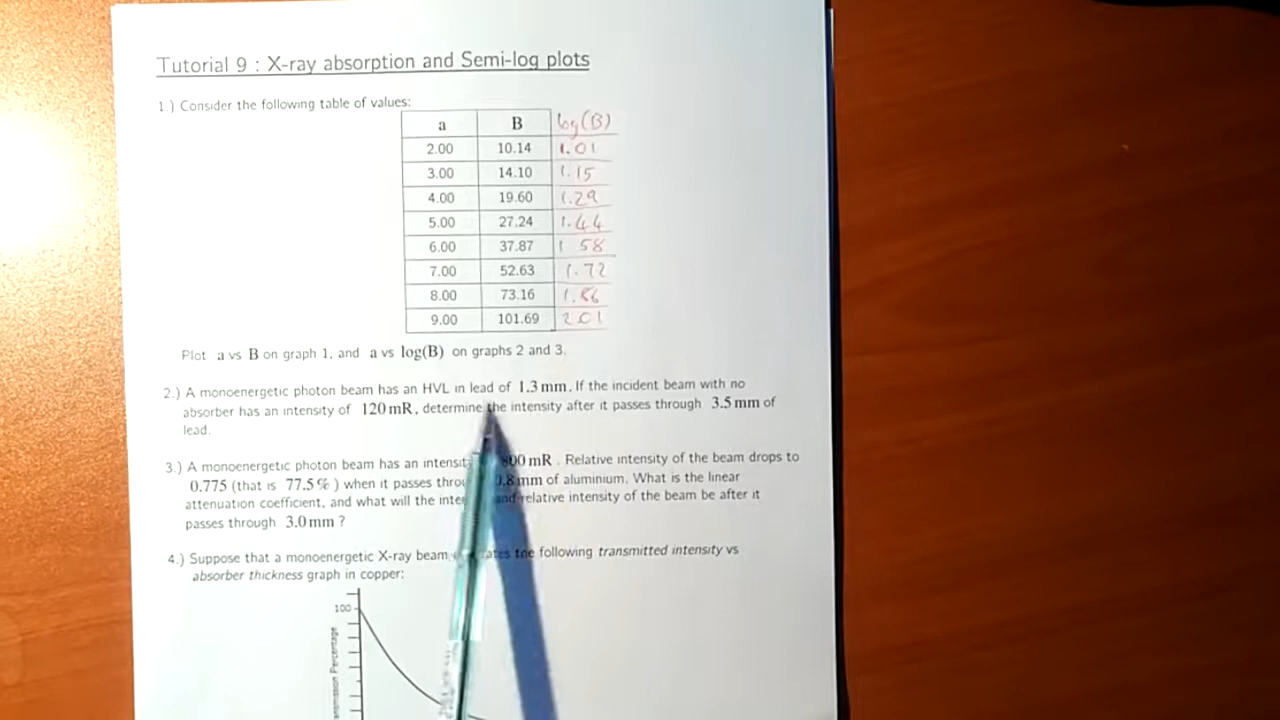 Tutorial 9 : X-ray absorption and Semi-log plots
1.) Consider the following table of values:
a B log(B)
2.00 10.14 1.01
3.00 14.10 1.15
4.00 19.60 1.29
5.00 27.24 1.44
6.00 37.87 1 58
7.00 52.63 1.72
8.00 73.16 1.86
9.00 101.69 2 01
Plot a vs B on graph 1, and a vs log(B) on graphs 2 and 3.
2.) A monoenergetic photon beam has an HVL in lead of 1.3 mm. If the incident beam with no
absorber has an intensity of 120 mR, determine the intensity after it passes through 3.5 mm of
lead.
3.) A monoenergetic photon beam has an 800 mR. Relative intensity of the beam drops to
0.775 (that is 77.5 %) when it passes 0.8 mm of aluminium. What is the linear
attenuation coefficient, and what will the and relative intensity of the beam be after it
passes through 3.0 mm ?
4.) Suppose that a monoenergetic X-ray beam the following transmitted intensity vs
absorber thickness graph in copper:
100
Percentage